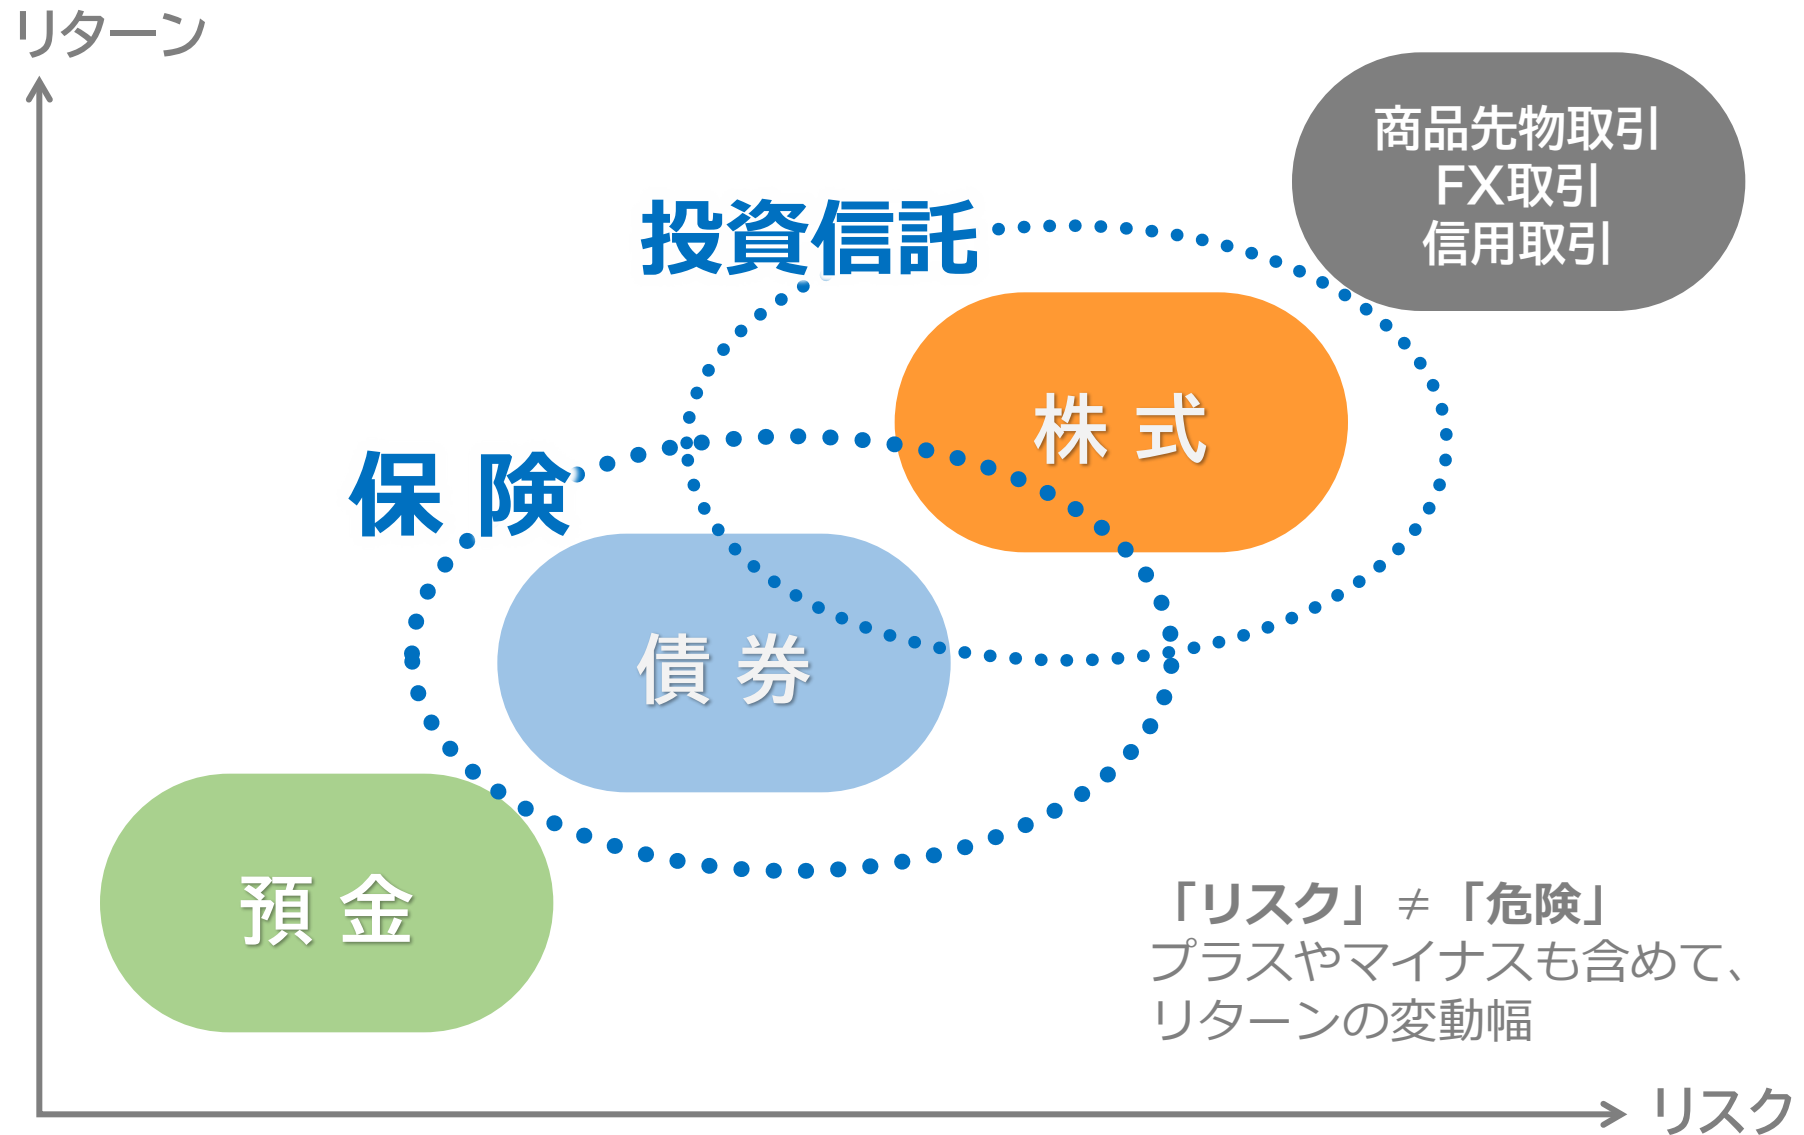 リターン
商品先物取引
FX取引
信用取引
投資信託
株 式
保 険
債 券
預 金
「リスク」≠「危険」
プラスやマイナスも含めて、
リターンの変動幅
リスク